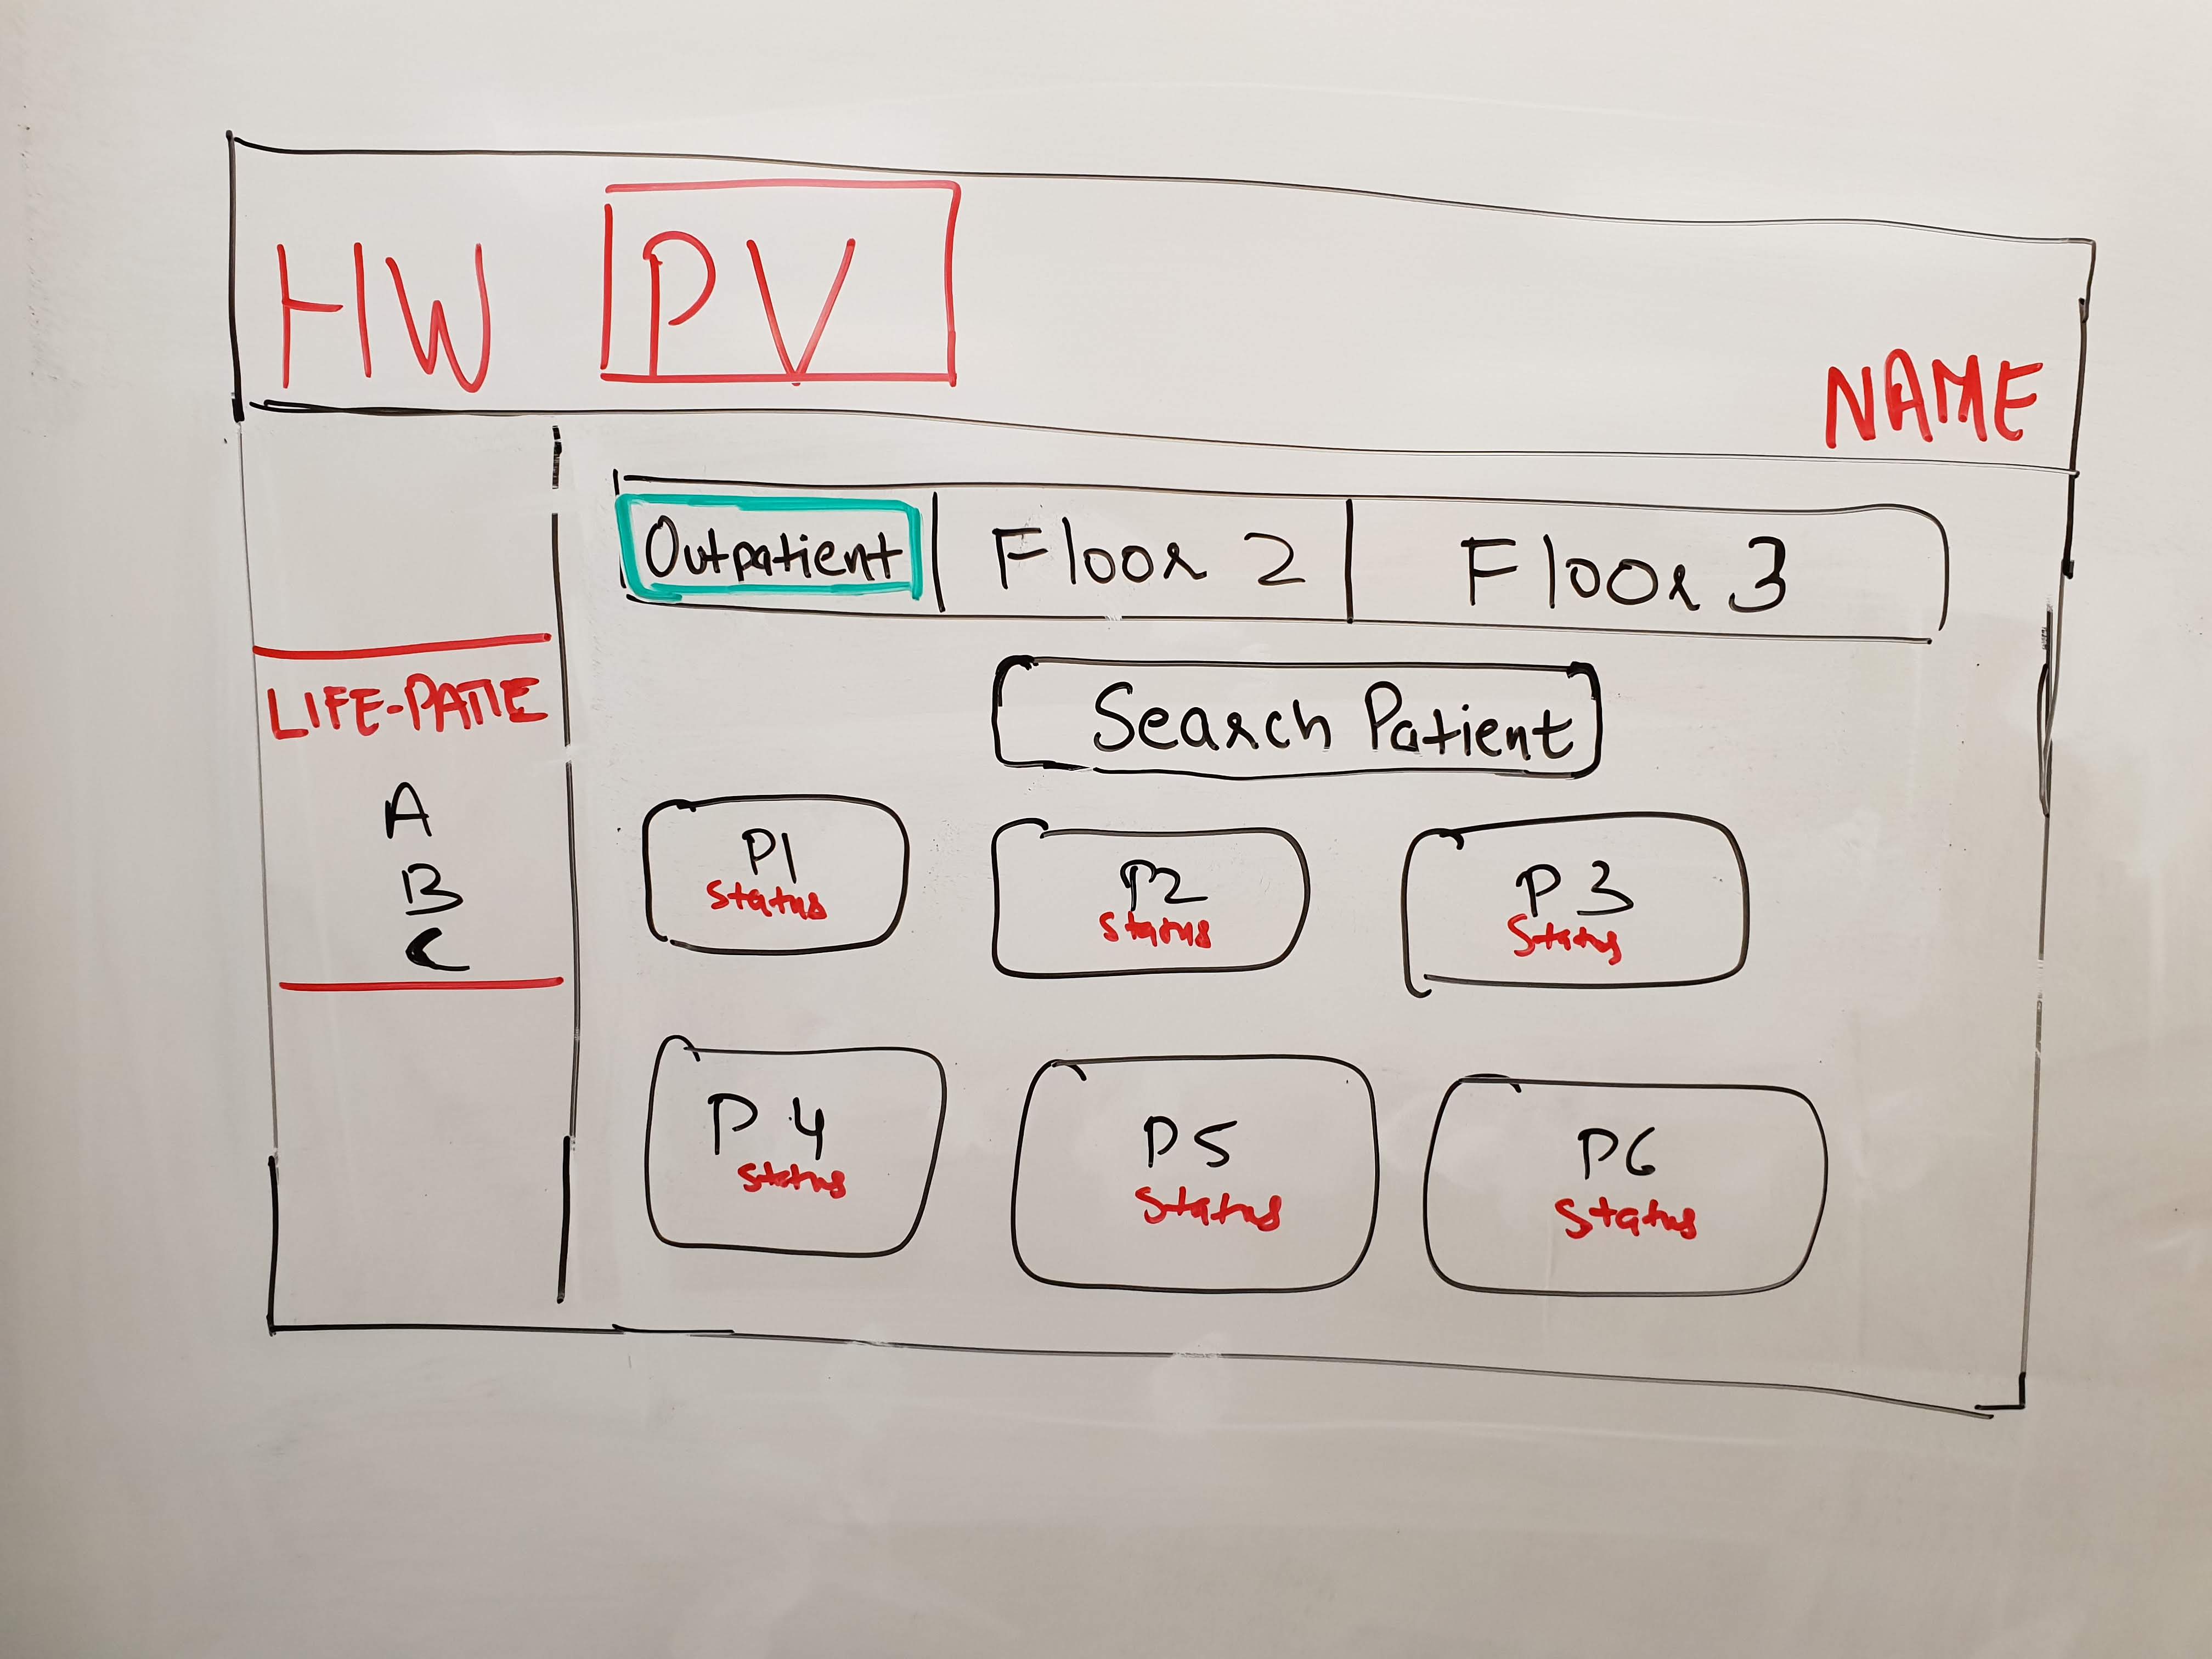 HW PV
NAME
Outpatient Floor 2 Floor 3
Search Patient
LIFE-PATTE
A
B
C
P1
Status
P2
Status
P3
Status
P4
Status
P5
Status
P6
Status